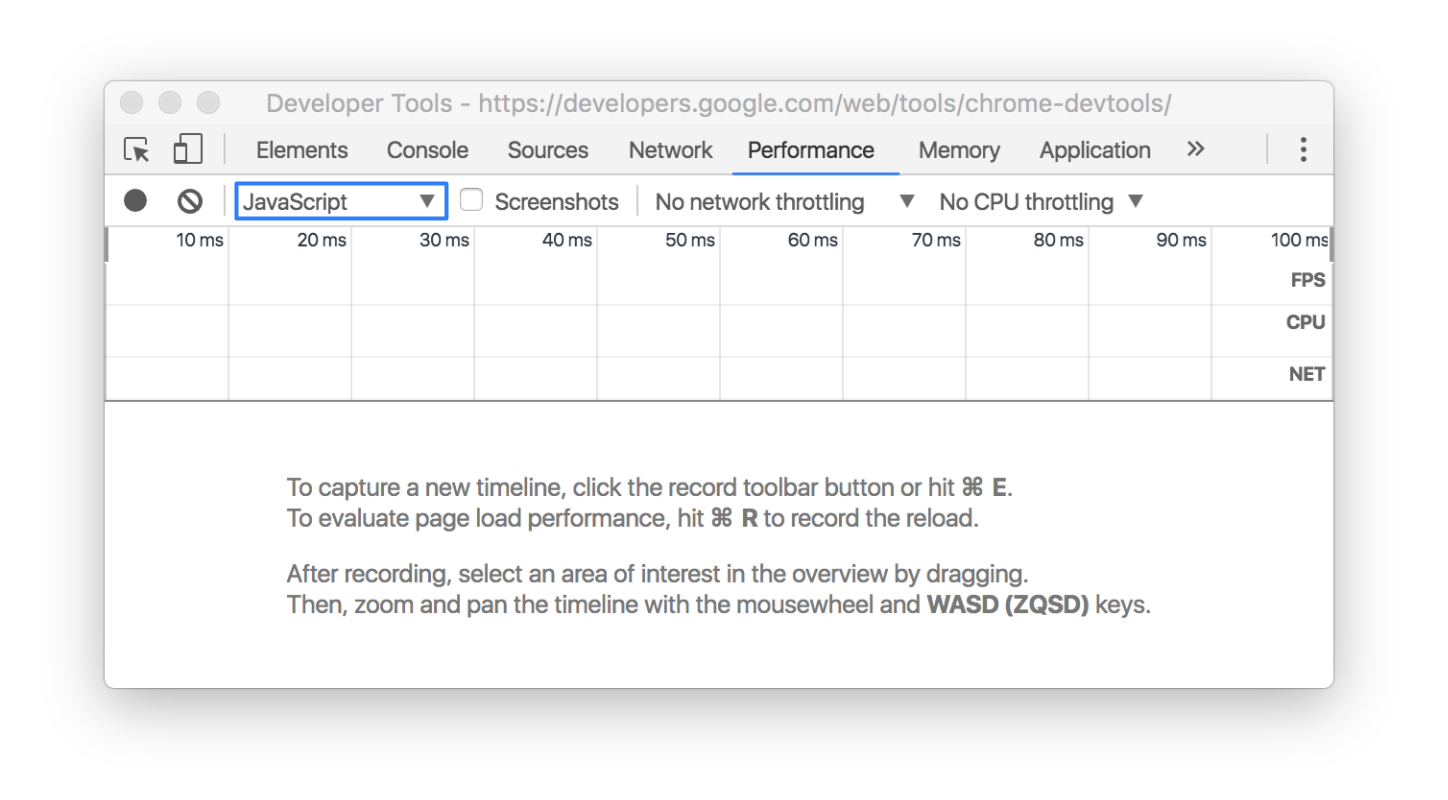 Developer Tools - https://developers.google.com/web/tools/chrome-devtools/
Elements Console Sources Network Performance Memory Application »
JavaScript ▼ Screenshots No network throttling ▼ No CPU throttling ▼
10 ms 20 ms 30 ms 40 ms 50 ms 60 ms 70 ms 80 ms 90 ms 100 ms
FPS
CPU
NET
To capture a new timeline, click the record toolbar button or hit ⌘ E.
To evaluate page load performance, hit ⌘ R to record the reload.
After recording, select an area of interest in the overview by dragging.
Then, zoom and pan the timeline with the mousewheel and WASD (ZQSD) keys.